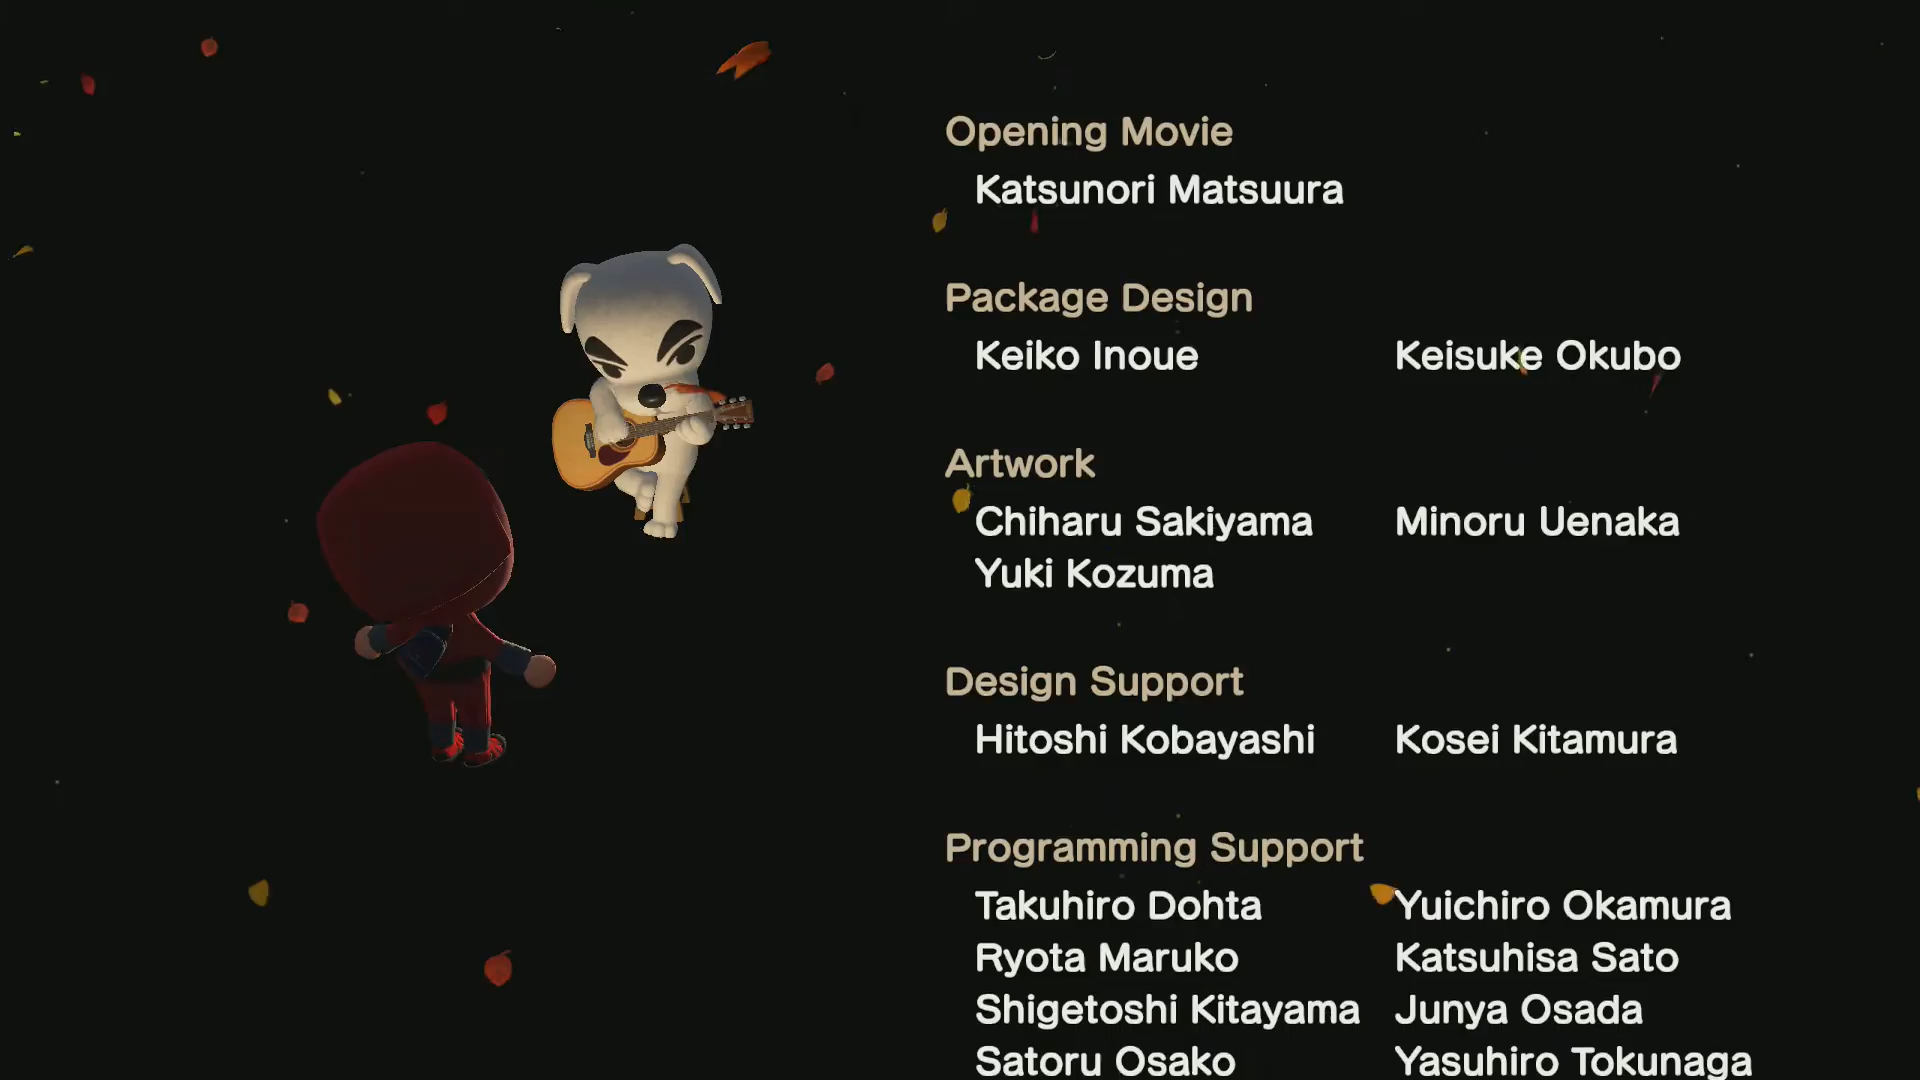 Opening Movie
Katsunori Matsuura
Package Design
Keiko Inoue Keisuke Okubo
Artwork
Chiharu Sakiyama Minoru Uenaka
Yuki Kozuma
Design Support
Hitoshi Kobayashi Kosei Kitamura
Programming Support
Takuhiro Dohta Yuichiro Okamura
Ryota Maruko Katsuhisa Sato
Shigetoshi Kitayama Junya Osada
Satoru Osako Yasuhiro Tokunaga